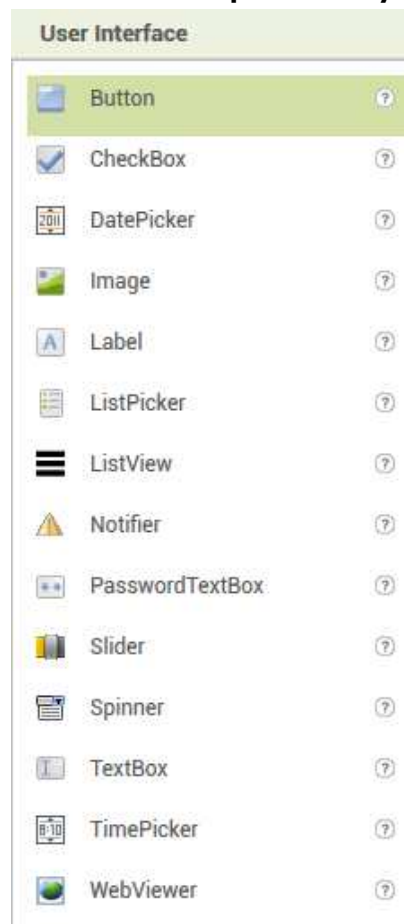 User Interface
Button
CheckBox
DatePicker
Image
Label
ListPicker
ListView
Notifier
PasswordTextBox
Slider
Spinner
TextBox
TimePicker
WebViewer